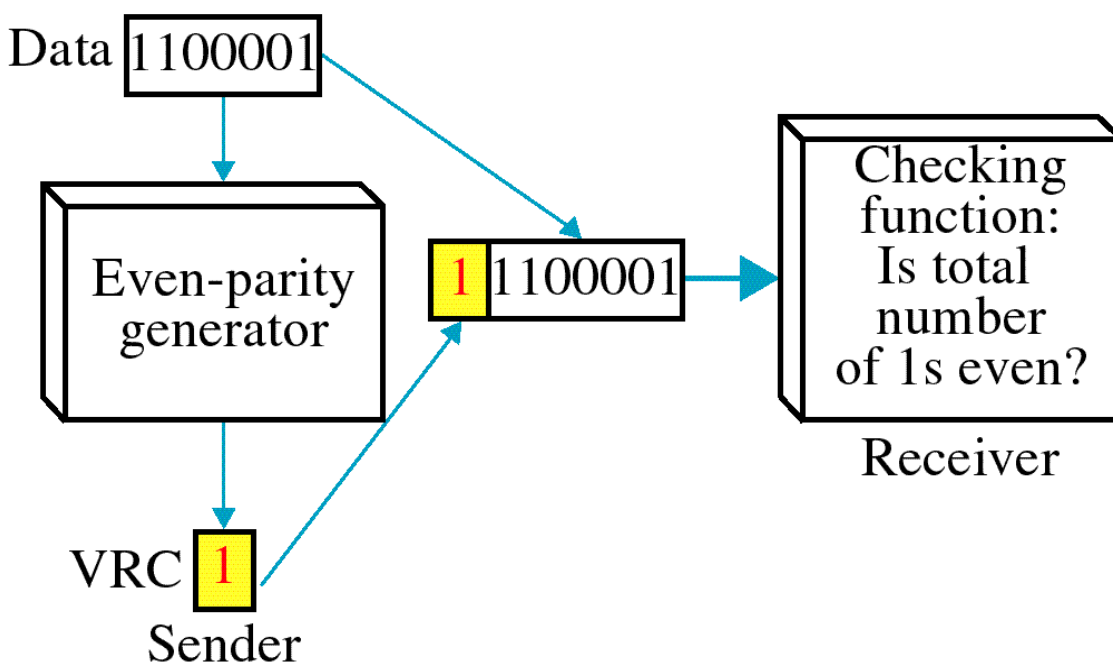 Data 1100001
Even-parity
generator
VRC 1
Sender
1 1100001
Checking
function:
Is total
number
of 1s even?
Receiver